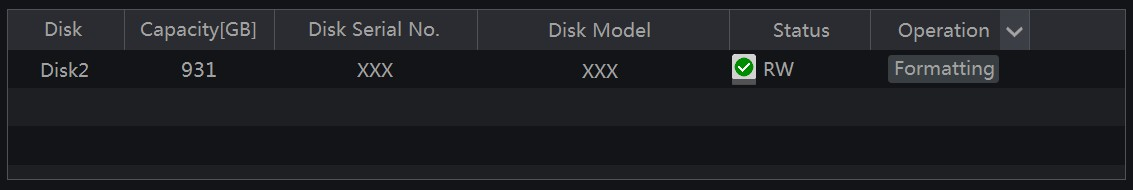 Disk Capacity[GB] Disk Serial No. Disk Model Status Operation
Disk2 931 XXX XXX RW Formatting